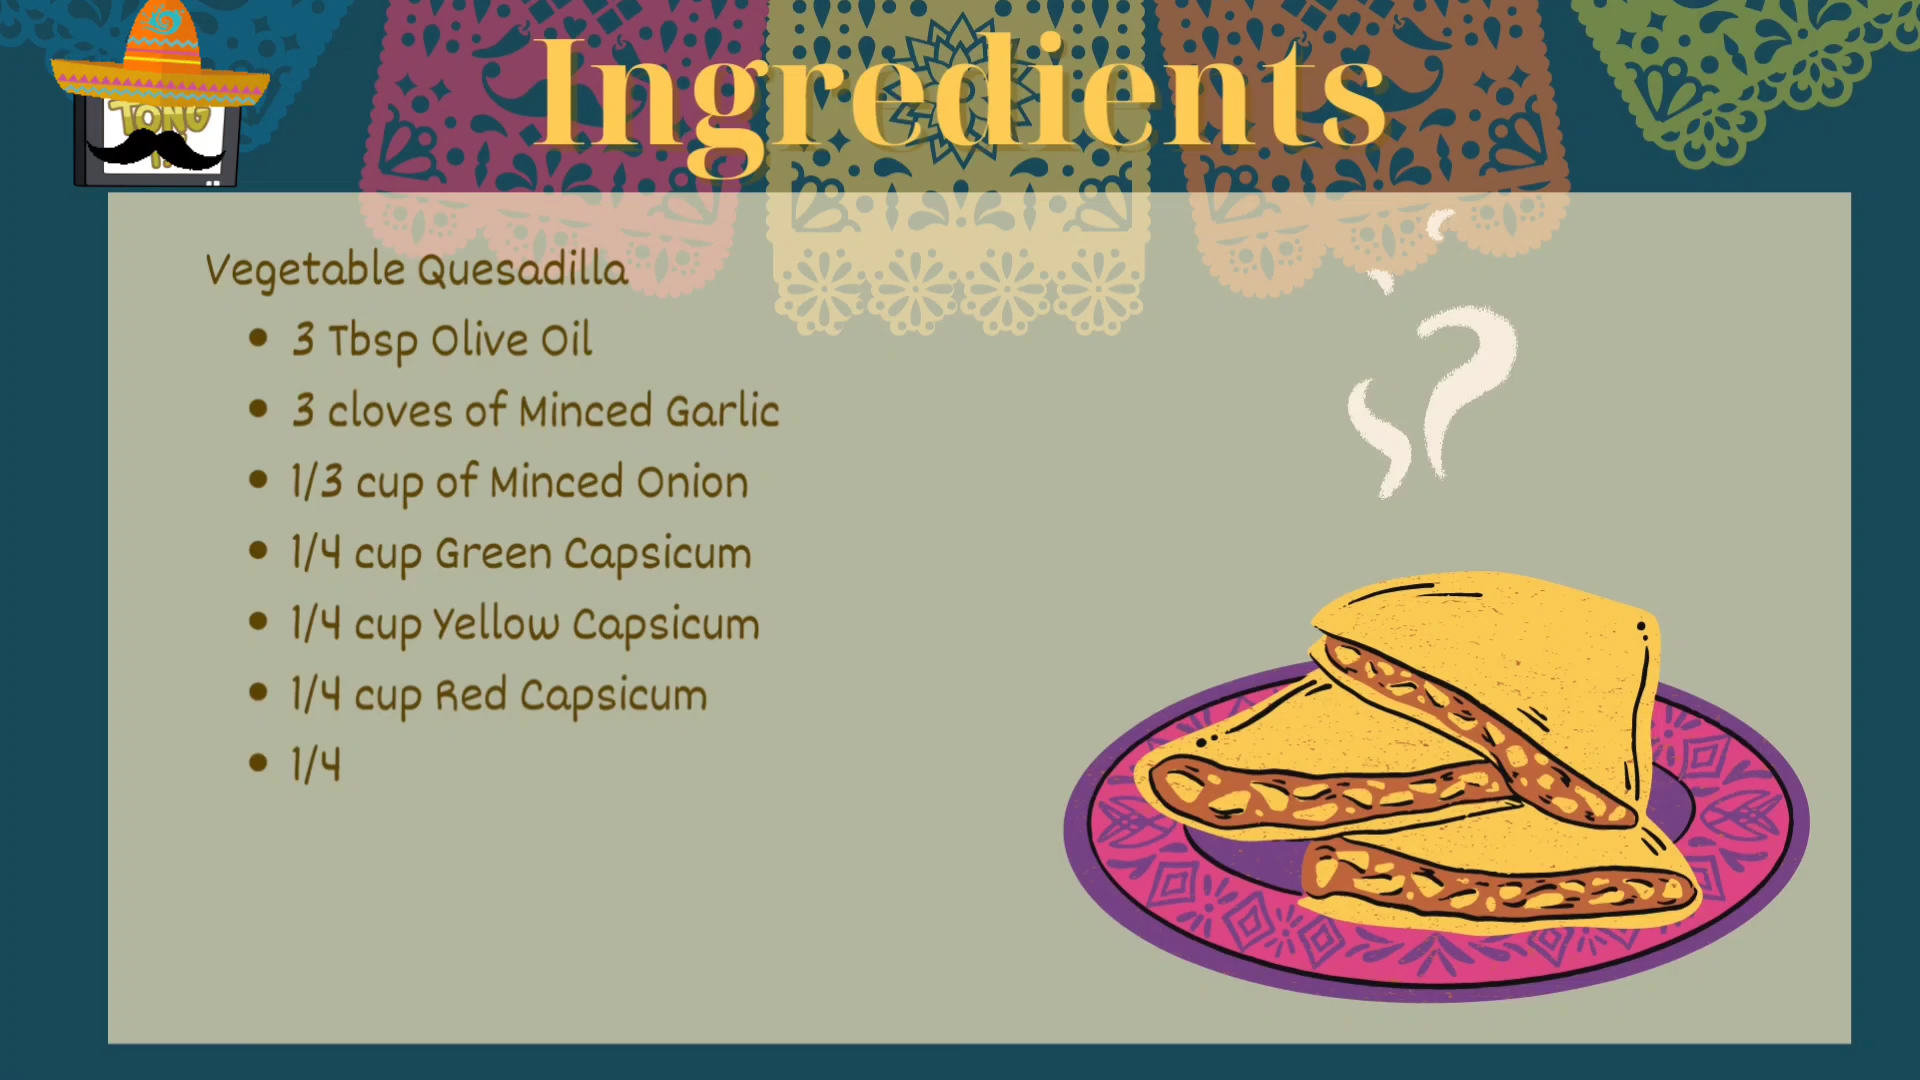 TONG
Ingredients
Vegetable Quesadilla
• 3 Tbsp Olive Oil
• 3 cloves of Minced Garlic
• 1/3 cup of Minced Onion
• 1/4 cup Green Capsicum
• 1/4 cup Yellow Capsicum
• 1/4 cup Red Capsicum
• 1/4